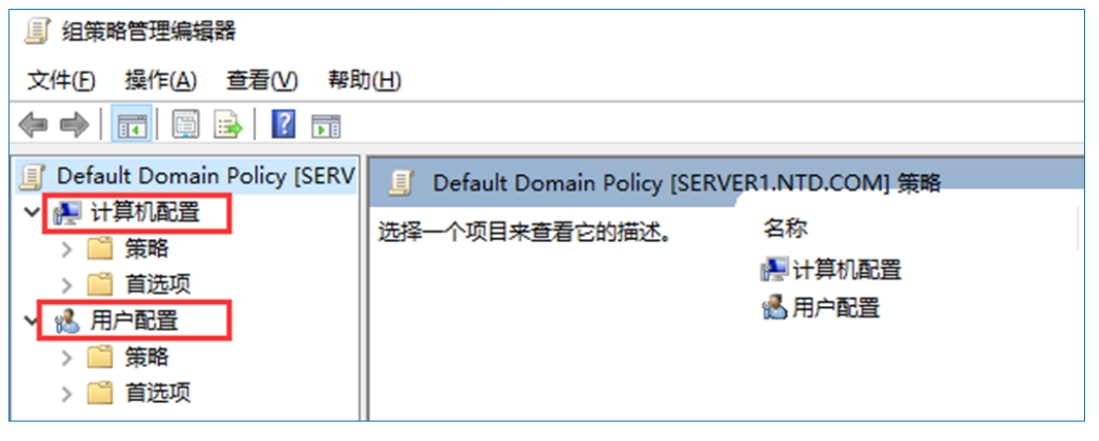 组策略管理编辑器
文件(F) 操作(A) 查看(V) 帮助(H)
Default Domain Policy [SERV
计算机配置
策略
首选项
用户配置
策略
首选项
Default Domain Policy [SERVER1.NTD.COM] 策略
选择一个项目来查看它的描述。
名称
计算机配置
用户配置